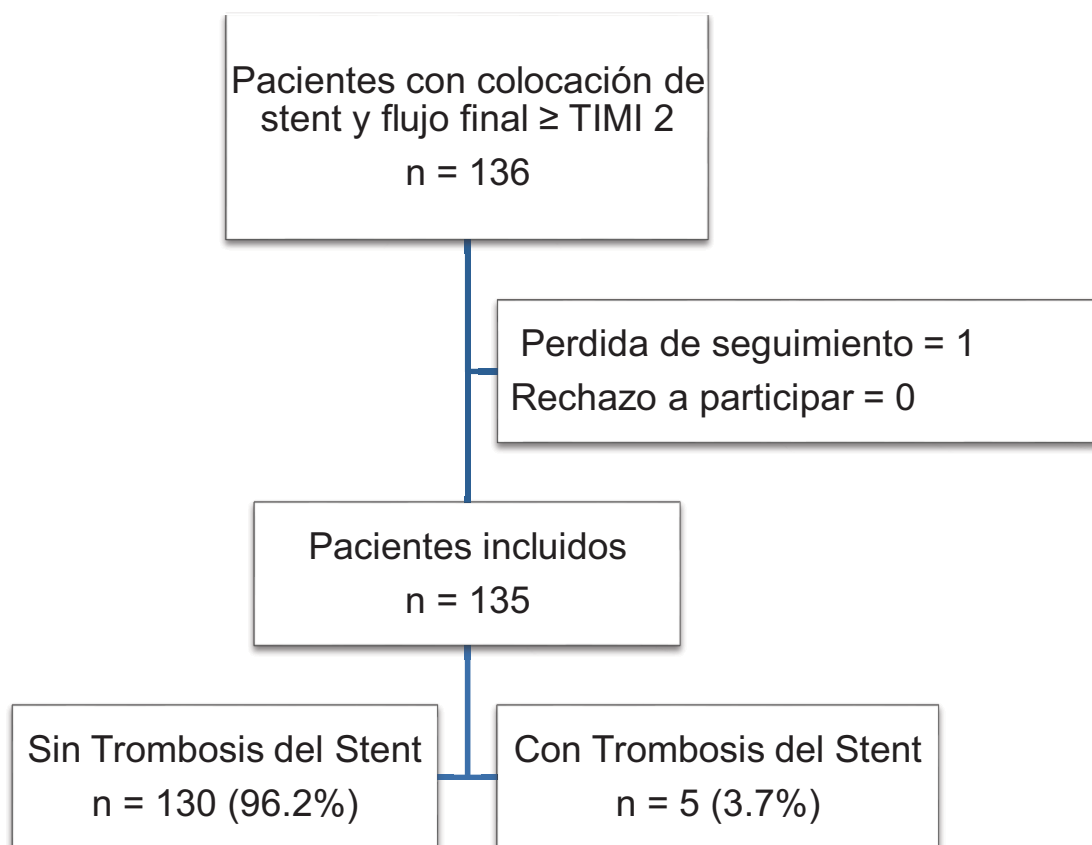 Pacientes con colocación de
stent y flujo final ≥ TIMI 2
n = 136
Perdida de seguimiento = 1
Rechazo a participar = 0
Pacientes incluidos
n = 135
Sin Trombosis del Stent
n = 130 (96.2%)
Con Trombosis del Stent
n = 5 (3.7%)